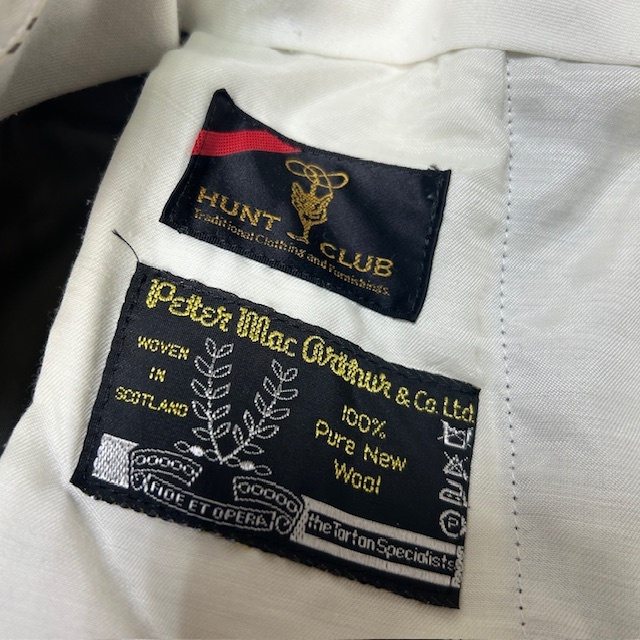 HUNT CLUB
Traditional Clothing and Furnishings
Peter Mac Arthur & Co. Ltd
WOVEN
IN
SCOTLAND
100%
Pure New
Wool
FIDE ET OPERA
the Tartan Specialists
P